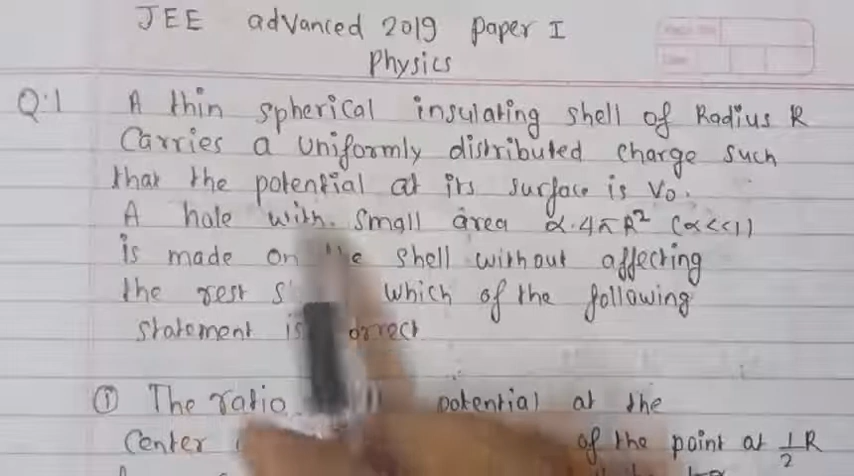 JEE advanced 2019 paper I
Physics
Q.1 A thin spherical insulating shell of Radius R
Carries a uniformly distributed charge such
that the potential at its surface is V₀.
A hole with small area α.4πR² (α<<1)
is made on the shell without affecting
the rest which of the following
statement is orrect
① The ratio potential at the
Center of the point at 1/2 R